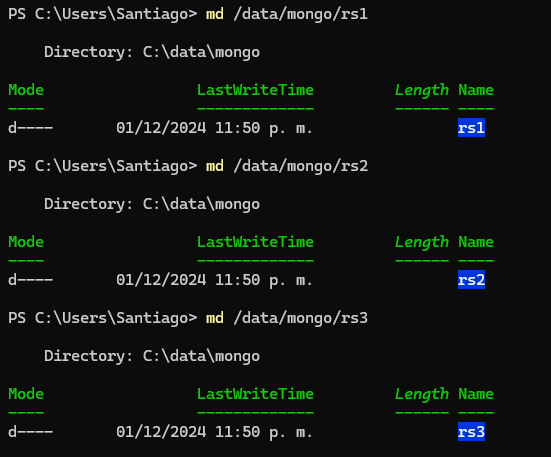 PS C:\Users\Santiago> md /data/mongo/rs1
Directory: C:\data\mongo
Mode LastWriteTime Length Name
---- ------------- ------ ----
d---- 01/12/2024 11:50 p. m. rs1
PS C:\Users\Santiago> md /data/mongo/rs2
Directory: C:\data\mongo
Mode LastWriteTime Length Name
---- ------------- ------ ----
d---- 01/12/2024 11:50 p. m. rs2
PS C:\Users\Santiago> md /data/mongo/rs3
Directory: C:\data\mongo
Mode LastWriteTime Length Name
---- ------------- ------ ----
d---- 01/12/2024 11:50 p. m. rs3